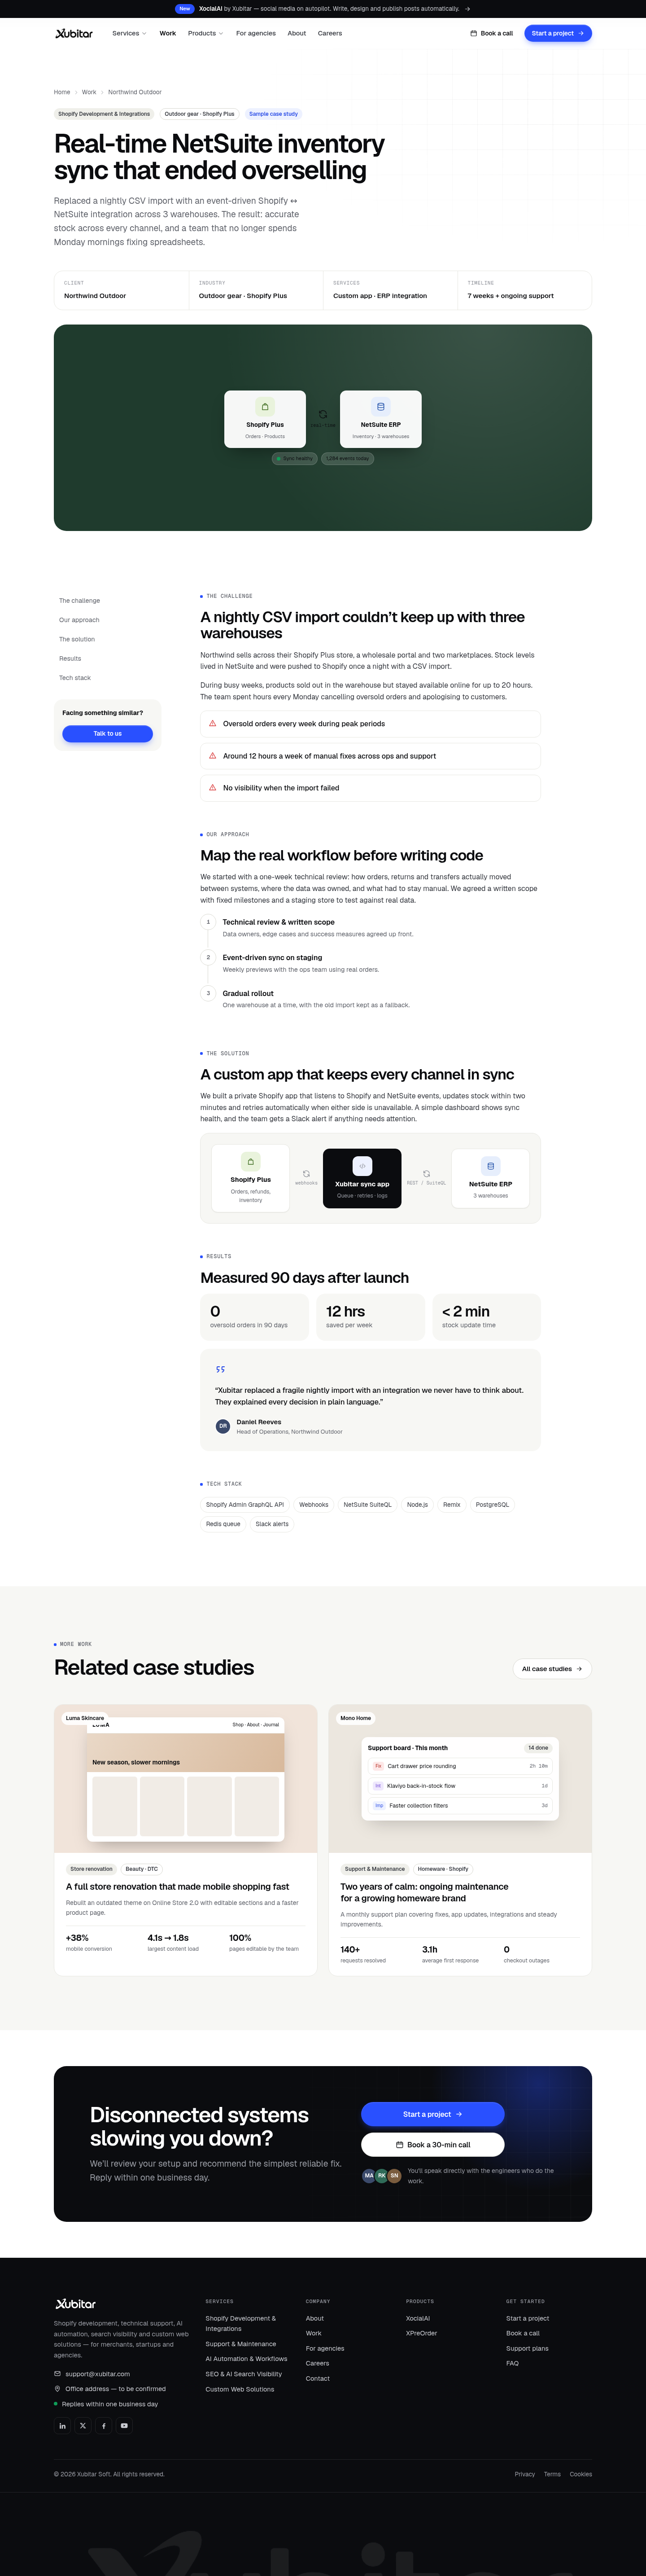 New XocialAI by Xubitar — social media on autopilot. Write, design and publish posts automatically. →
Xubitar Services Work Products For agencies About Careers Book a call Start a project →
Home › Work › Northwind Outdoor
Shopify Development & Integrations Outdoor gear · Shopify Plus Sample case study
Real-time NetSuite inventory
sync that ended overselling
Replaced a nightly CSV import with an event-driven Shopify ↔
NetSuite integration across 3 warehouses. The result: accurate
stock across every channel, and a team that no longer spends
Monday mornings fixing spreadsheets.
CLIENT INDUSTRY SERVICES TIMELINE
Northwind Outdoor Outdoor gear · Shopify Plus Custom app · ERP integration 7 weeks + ongoing support
Shopify Plus real-time NetSuite ERP
Orders · Products Inventory · 3 warehouses
Sync healthy 1,284 events today
The challenge
Our approach
The solution
Results
Tech stack
Facing something similar?
Talk to us
THE CHALLENGE
A nightly CSV import couldn’t keep up with three
warehouses
Northwind sells across their Shopify Plus store, a wholesale portal and two marketplaces. Stock levels
lived in NetSuite and were pushed to Shopify once a night with a CSV import.
During busy weeks, products sold out in the warehouse but stayed available online for up to 20 hours.
The team spent hours every Monday cancelling oversold orders and apologising to customers.
Oversold orders every week during peak periods
Around 12 hours a week of manual fixes across ops and support
No visibility when the import failed
OUR APPROACH
Map the real workflow before writing code
We started with a one-week technical review: how orders, returns and transfers actually moved
between systems, where the data was owned, and what had to stay manual. We agreed a written scope
with fixed milestones and a staging store to test against real data.
1 Technical review & written scope
Data owners, edge cases and success measures agreed up front.
2 Event-driven sync on staging
Weekly previews with the ops team using real orders.
3 Gradual rollout
One warehouse at a time, with the old import kept as a fallback.
THE SOLUTION
A custom app that keeps every channel in sync
We built a private Shopify app that listens to Shopify and NetSuite events, updates stock within two
minutes and retries automatically when either side is unavailable. A simple dashboard shows sync
health, and the team gets a Slack alert if anything needs attention.
Shopify Plus
Orders, refunds,
inventory
webhooks
Xubitar sync app
Queue · retries · logs
REST / SuiteQL
NetSuite ERP
3 warehouses
RESULTS
Measured 90 days after launch
0 12 hrs < 2 min
oversold orders in 90 days saved per week stock update time
“Xubitar replaced a fragile nightly import with an integration we never have to think about.
They explained every decision in plain language.”
DR Daniel Reeves
Head of Operations, Northwind Outdoor
TECH STACK
Shopify Admin GraphQL API Webhooks NetSuite SuiteQL Node.js Remix PostgreSQL
Redis queue Slack alerts
MORE WORK
Related case studies
All case studies →
Luma Skincare
LUMA Shop · About · Journal
New season, slower mornings
Store renovation Beauty · DTC
A full store renovation that made mobile shopping fast
Rebuilt an outdated theme on Online Store 2.0 with editable sections and a faster
product page.
+38% 4.1s → 1.8s 100%
mobile conversion largest content load pages editable by the team
Mono Home
Support board · This month 14 done
Fix Cart drawer price rounding 2h 10m
Int Klaviyo back-in-stock flow 1d
Imp Faster collection filters 3d
Support & Maintenance Homeware · Shopify
Two years of calm: ongoing maintenance
for a growing homeware brand
A monthly support plan covering fixes, app updates, integrations and steady
improvements.
140+ 3.1h 0
requests resolved average first response checkout outages
Disconnected systems
slowing you down?
We’ll review your setup and recommend the simplest reliable fix.
Reply within one business day.
Start a project →
Book a 30-min call
MA RK SN You’ll speak directly with the engineers who do the
work.
Xubitar
Shopify development, technical support, AI
automation, search visibility and custom web
solutions — for merchants, startups and
agencies.
support@xubitar.com
Office address — to be confirmed
Replies within one business day
SERVICES
Shopify Development &
Integrations
Support & Maintenance
AI Automation & Workflows
SEO & AI Search Visibility
Custom Web Solutions
COMPANY
About
Work
For agencies
Careers
Contact
PRODUCTS
XocialAI
XPreOrder
GET STARTED
Start a project
Book a call
Support plans
FAQ
© 2026 Xubitar Soft. All rights reserved.
Privacy Terms Cookies
Xubitar